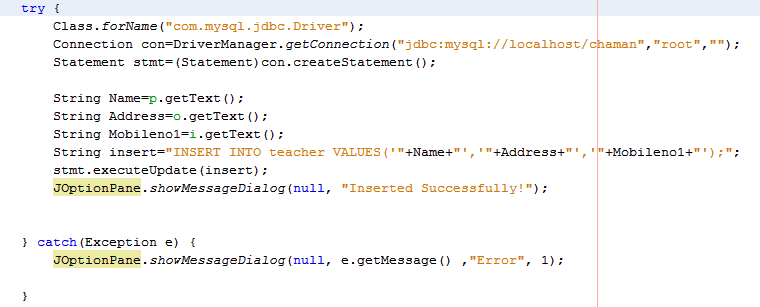 try {
Class.forName("com.mysql.jdbc.Driver");
Connection con=DriverManager.getConnection("jdbc:mysql://localhost/chaman","root","");
Statement stmt=(Statement)con.createStatement();
String Name=p.getText();
String Address=o.getText();
String Mobileno1=i.getText();
String insert="INSERT INTO teacher VALUES('"+Name+"','"+Address+"','"+Mobileno1+"');";
stmt.executeUpdate(insert);
JOptionPane.showMessageDialog(null, "Inserted Successfully!");
} catch(Exception e) {
JOptionPane.showMessageDialog(null, e.getMessage() ,"Error", 1);
}